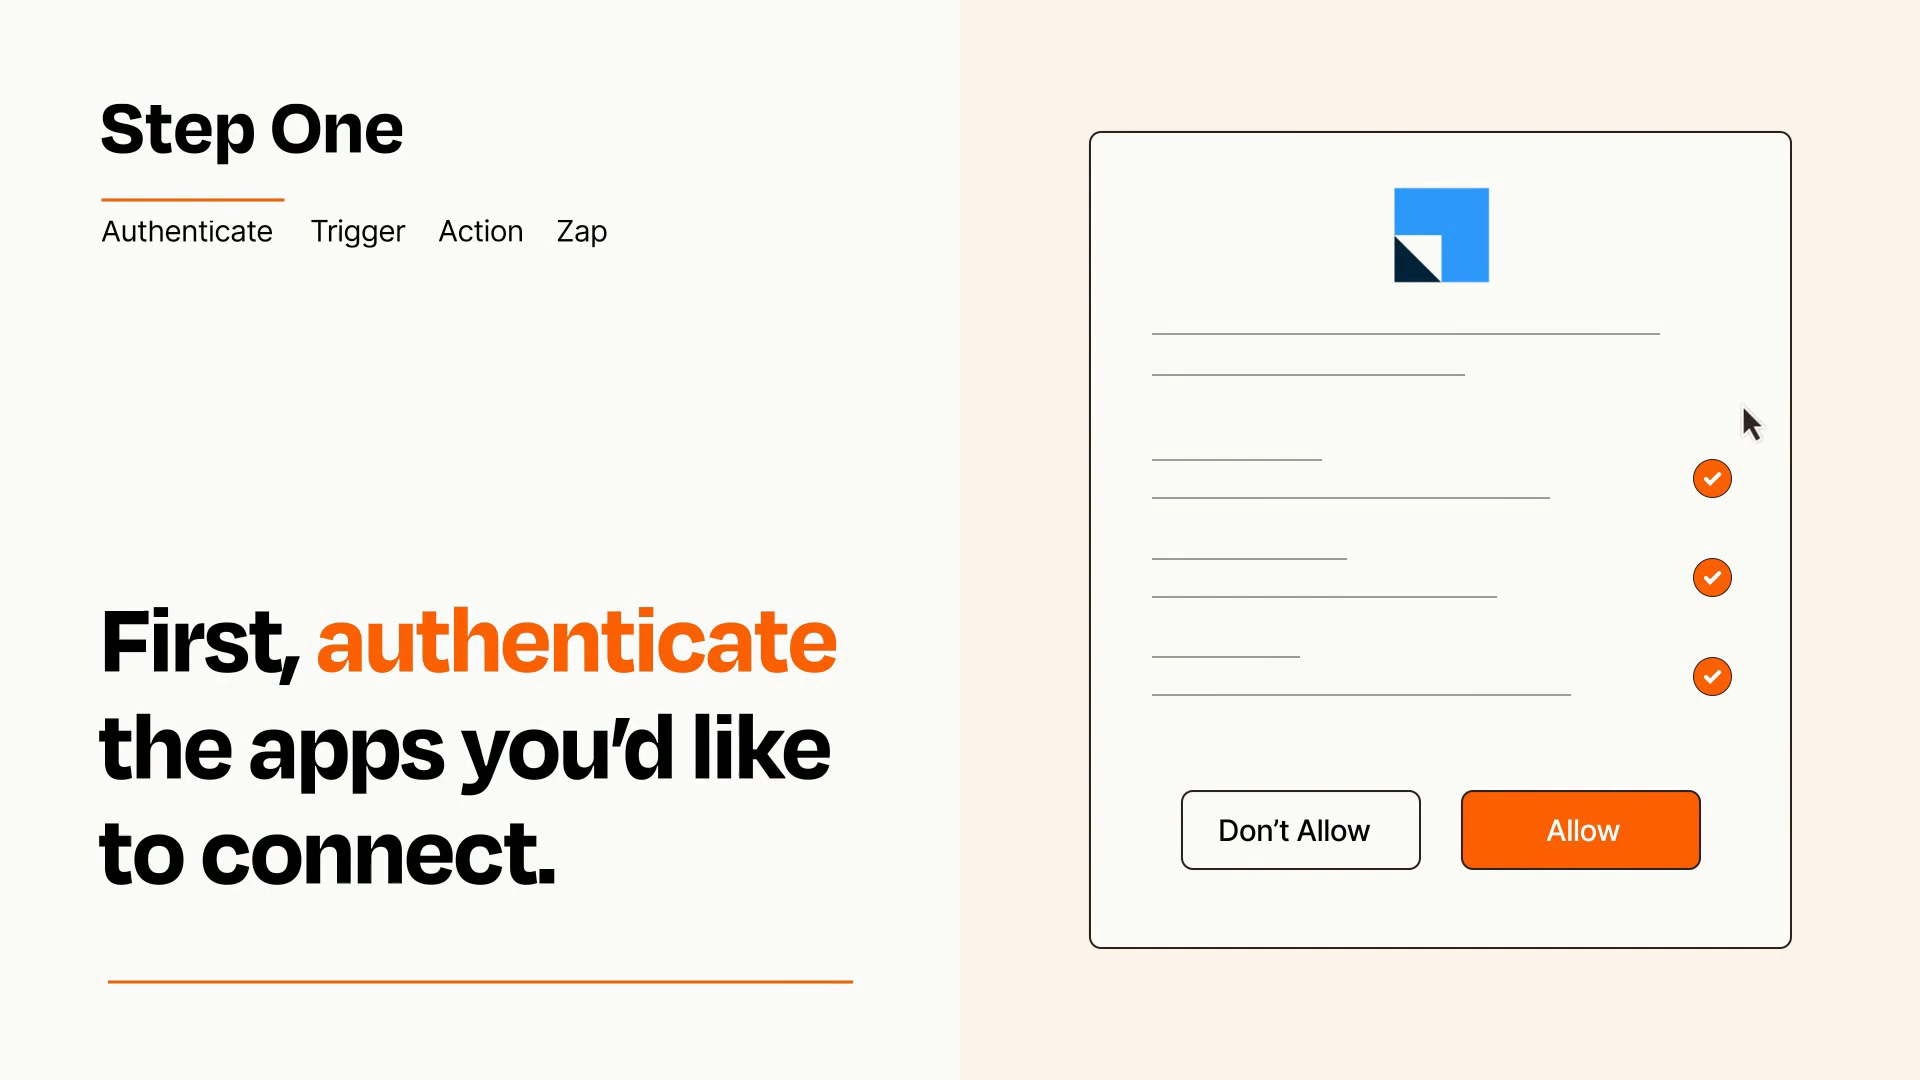 Step One
Authenticate Trigger Action Zap
First, authenticate
the apps you’d like
to connect.
Don’t Allow
Allow